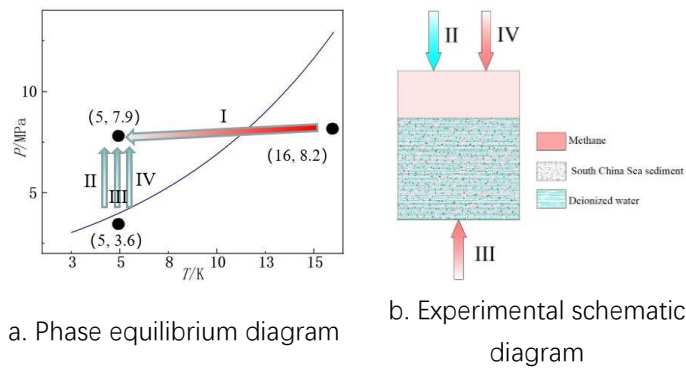 P/MPa
10
5
(5, 7.9)
I
(16, 8.2)
II
III
IV
(5, 3.6)
3
5
8
10
13
15
T/K
a. Phase equilibrium diagram
II
IV
III
Methane
South China Sea sediment
Deionized water
b. Experimental schematic
diagram